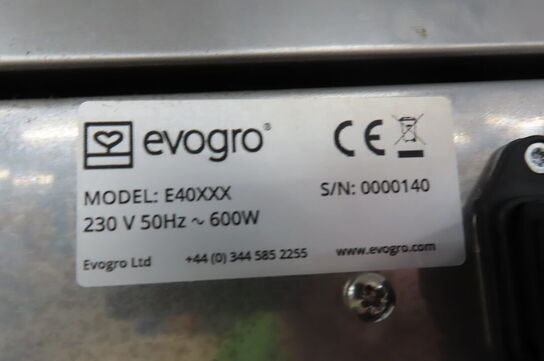 evogro®
CE
MODEL: E40XXX
S/N: 0000140
230 V 50Hz ~ 600W
Evogro Ltd
+44 (0) 344 585 2255
www.evogro.com